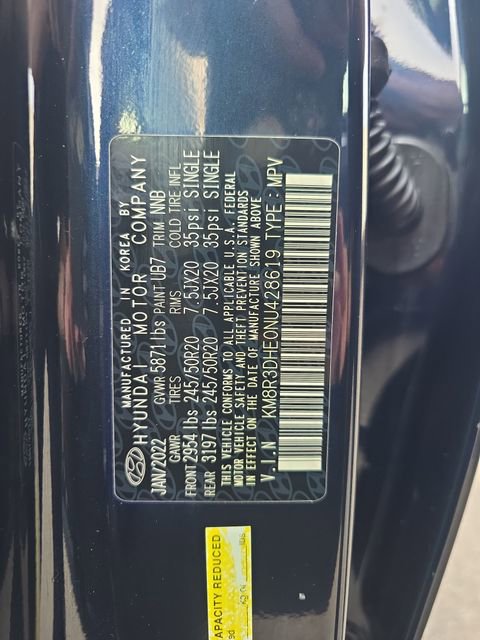 MANUFACTURED IN KOREA BY
HYUNDAI MOTOR COMPANY
JAN/2022 GVWR 5871 lbs PAINT UB7 TRIM NNB
GAWR TIRES RIMS COLD TIRE INFL.
FRONT 2954 lbs 245/50R20 7.5JX20 35psi SINGLE
REAR 3197 lbs 245/50R20 7.5JX20 35psi SINGLE
THIS VEHICLE CONFORMS TO ALL APPLICABLE U.S.A. FEDERAL
MOTOR VEHICLE SAFETY AND THEFT PREVENTION STANDARDS
IN EFFECT ON THE DATE OF MANUFACTURE SHOWN ABOVE
V.I.N : KM8R3DHE0NU428619 TYPE : MPV
APACITY REDUCED